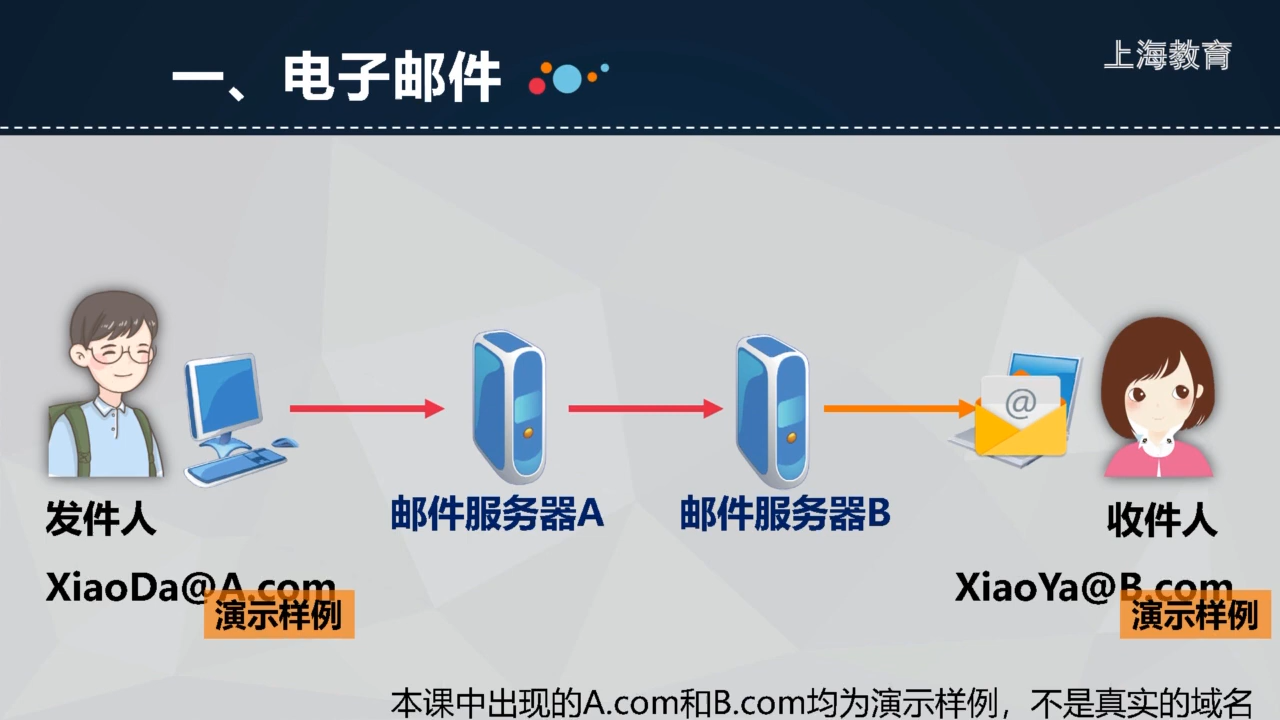 一、电子邮件
上海教育
@
邮件服务器A
邮件服务器B
发件人
收件人
XiaoDa@A.com
XiaoYa@B.com
演示样例
演示样例
本课中出现的A.com和B.com均为演示样例，不是真实的域名